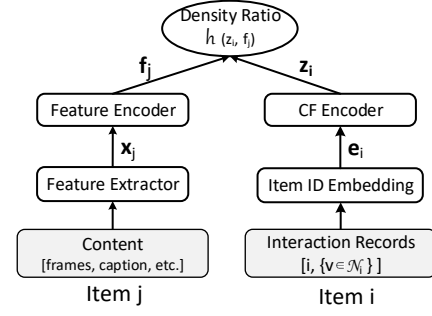 Density Ratio
h (zᵢ, fⱼ)
fⱼ
zᵢ
Feature Encoder
CF Encoder
xⱼ
eᵢ
Feature Extractor
Item ID Embedding
Content
[frames, caption, etc.]
Interaction Records
[i, {v ∈ 𝒩ᵢ} ]
Item j
Item i